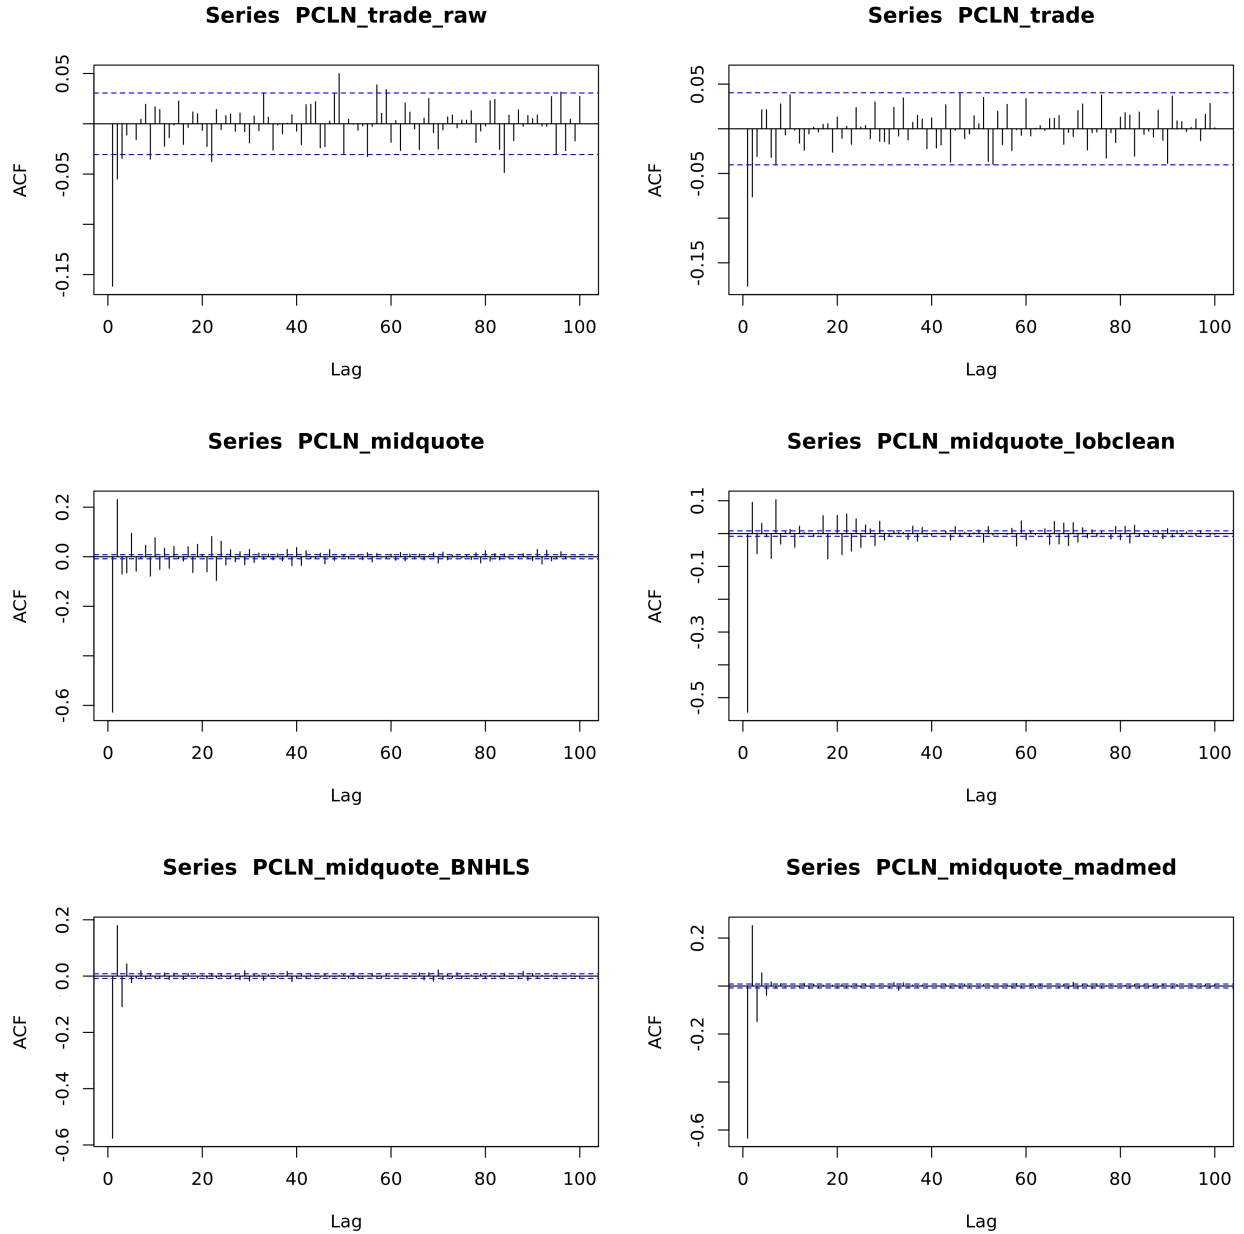 Series  PCLN_trade_raw
ACF
0.05
-0.05
-0.15
0 20 40 60 80 100
Lag
Series  PCLN_trade
ACF
0.05
-0.05
-0.15
0 20 40 60 80 100
Lag
Series  PCLN_midquote
ACF
0.2
0.0
-0.2
-0.6
0 20 40 60 80 100
Lag
Series  PCLN_midquote_lobclean
ACF
0.1
-0.1
-0.3
-0.5
0 20 40 60 80 100
Lag
Series  PCLN_midquote_BNHLS
ACF
0.2
0.0
-0.2
-0.4
-0.6
0 20 40 60 80 100
Lag
Series  PCLN_midquote_madmed
ACF
0.2
-0.2
-0.6
0 20 40 60 80 100
Lag